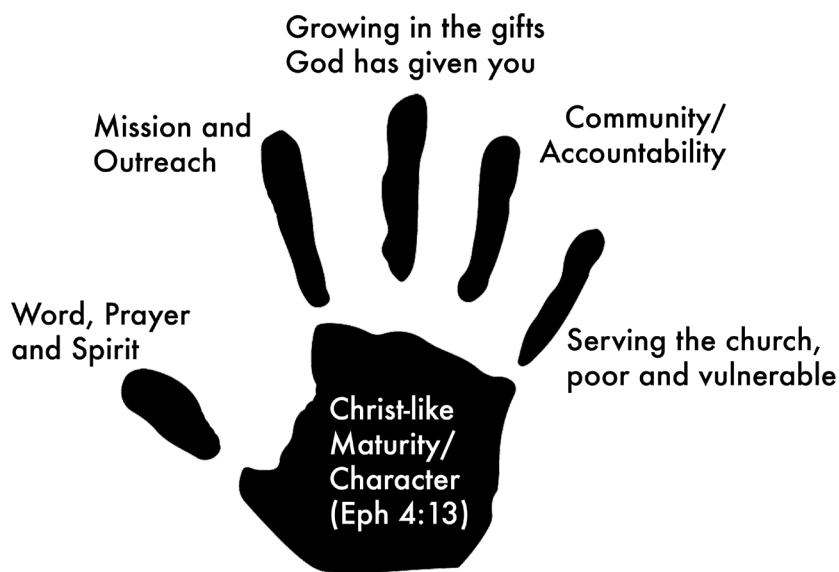 Growing in the gifts
God has given you
Mission and
Outreach
Community/
Accountability
Word, Prayer
and Spirit
Serving the church,
poor and vulnerable
Christ-like
Maturity/
Character
(Eph 4:13)